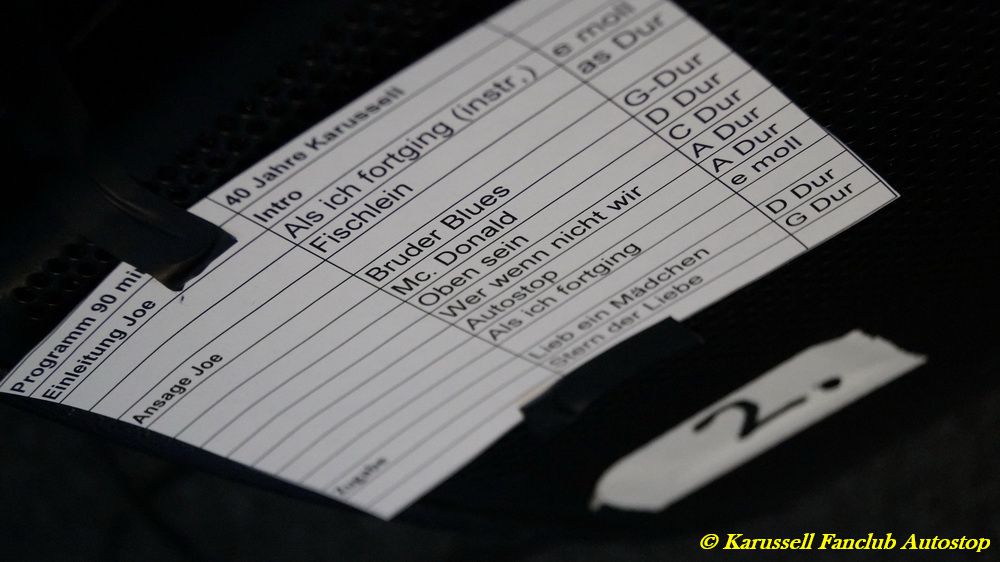 Programm 90 min 40 Jahre Karussell
Einleitung Joe Intro
Als ich fortging (instr.) e moll
Fischlein as Dur
Ansage Joe
Bruder Blues G-Dur
Mc. Donald D Dur
Oben sein C Dur
Wer wenn nicht wir A Dur
Autostop A Dur
Als ich fortging e moll
Zugabe Lieb ein Mädchen D Dur
Stern der Liebe G Dur
2.
© Karussell Fanclub Autostop